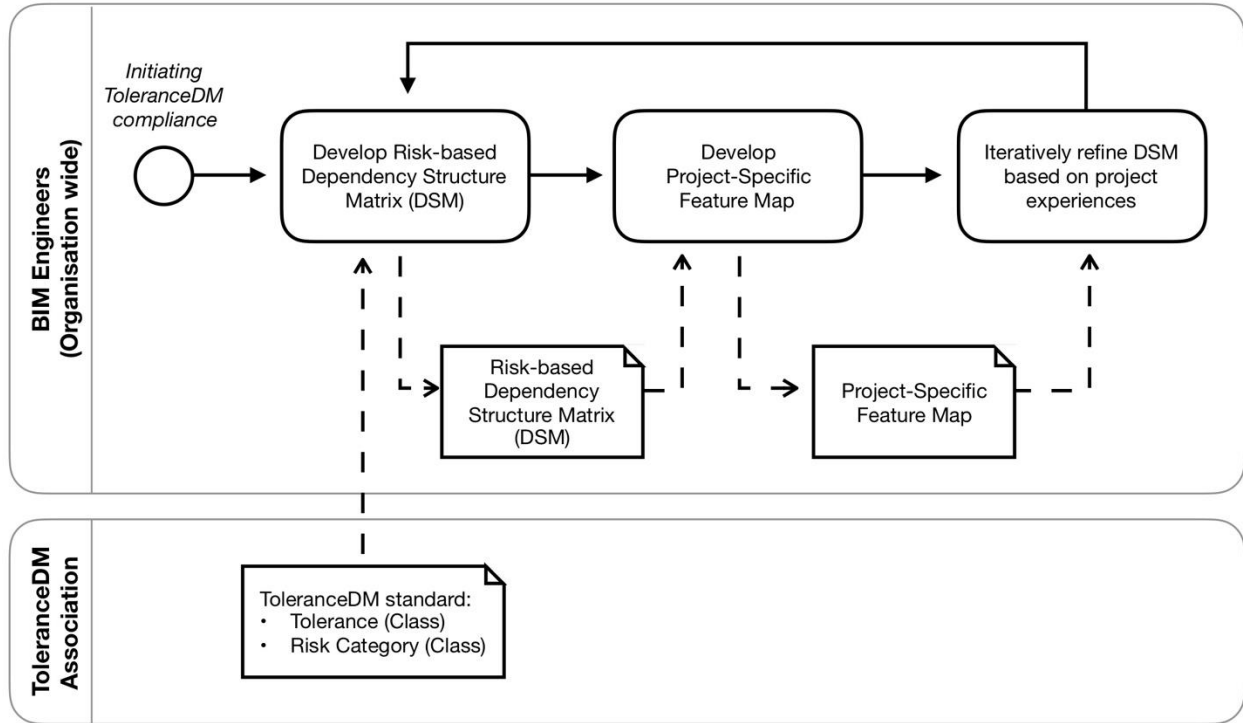 BIM Engineers
(Organisation wide)
Initiating
ToleranceDM
compliance
Develop Risk-based
Dependency Structure
Matrix (DSM)
Develop
Project-Specific
Feature Map
Iteratively refine DSM
based on project
experiences
Risk-based
Dependency
Structure Matrix
(DSM)
Project-Specific
Feature Map
ToleranceDM
Association
ToleranceDM standard:
• Tolerance (Class)
• Risk Category (Class)